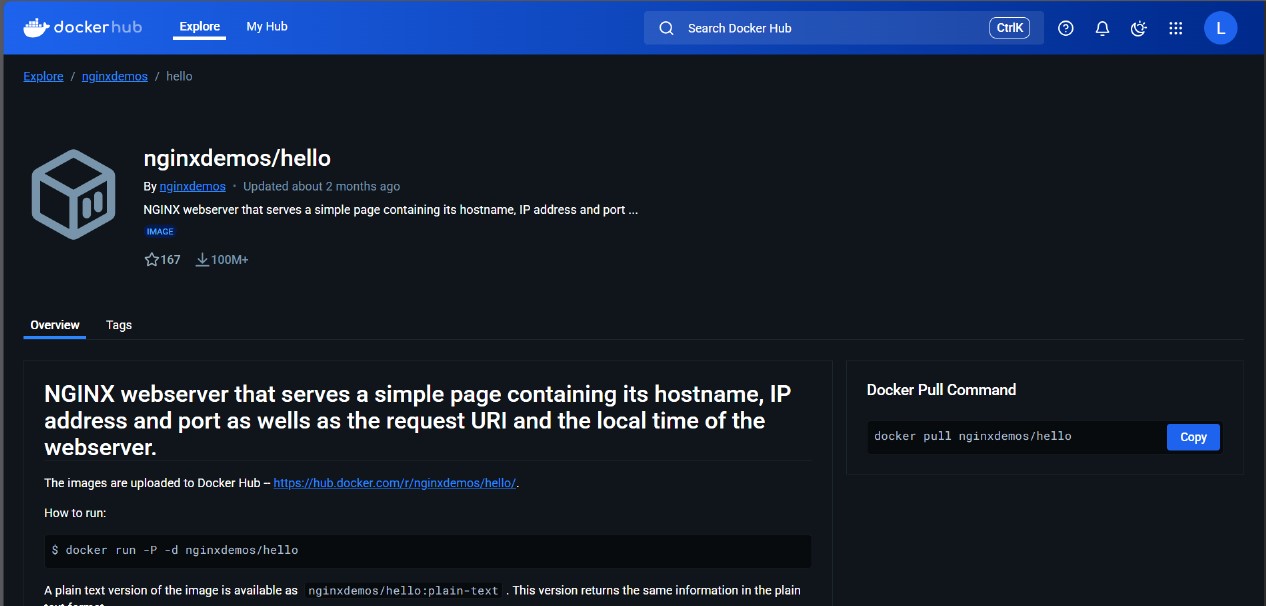 dockerhub Explore My Hub Search Docker Hub CtrlK L
Explore / nginxdemos / hello
nginxdemos/hello
By nginxdemos • Updated about 2 months ago
NGINX webserver that serves a simple page containing its hostname, IP address and port ...
IMAGE
167 100M+
Overview Tags
NGINX webserver that serves a simple page containing its hostname, IP
address and port as wells as the request URI and the local time of the
webserver.
The images are uploaded to Docker Hub – https://hub.docker.com/r/nginxdemos/hello/.
How to run:
$ docker run -P -d nginxdemos/hello
A plain text version of the image is available as nginxdemos/hello:plain-text . This version returns the same information in the plain
text format.
Docker Pull Command
docker pull nginxdemos/hello Copy